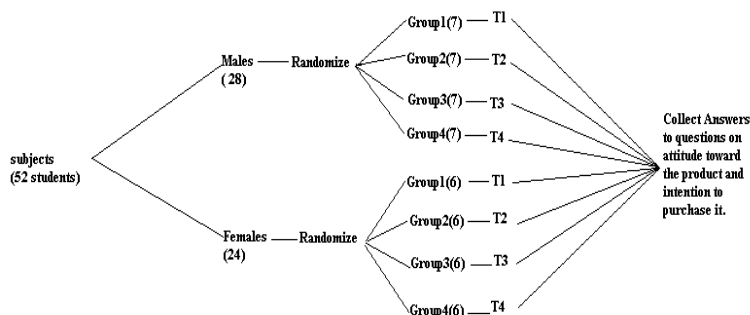 Group1(7) T1
Males Randomize
(28)
Group2(7) T2
Group3(7) T3
Group4(7) T4
subjects
(52 students)
Collect Answers
to questions on
attitude toward
the product and
intention to
purchase it.
Group1(6) T1
Group2(6) T2
Females Randomize
(24)
Group3(6) T3
Group4(6) T4